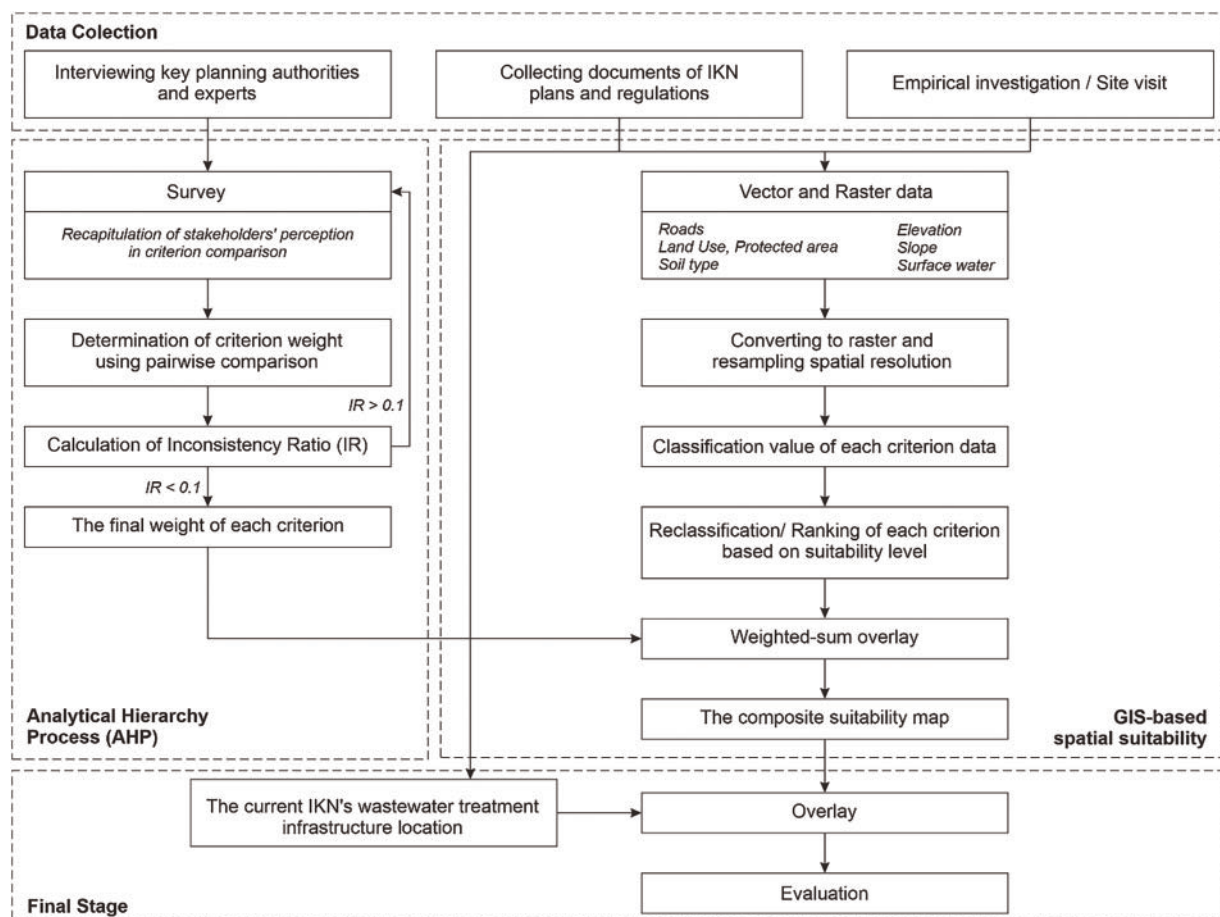 Data Colection
Interviewing key planning authorities
and experts
Collecting documents of IKN
plans and regulations
Empirical investigation / Site visit
Survey
Recapitulation of stakeholders' perception
in criterion comparison
Determination of criterion weight
using pairwise comparison
IR > 0.1
Calculation of Inconsistency Ratio (IR)
IR < 0.1
The final weight of each criterion
Analytical Hierarchy
Process (AHP)
Vector and Raster data
Roads
Land Use, Protected area
Soil type
Elevation
Slope
Surface water
Converting to raster and
resampling spatial resolution
Classification value of each criterion data
Reclassification/ Ranking of each criterion
based on suitability level
Weighted-sum overlay
The composite suitability map
GIS-based
spatial suitability
The current IKN's wastewater treatment
infrastructure location
Overlay
Evaluation
Final Stage